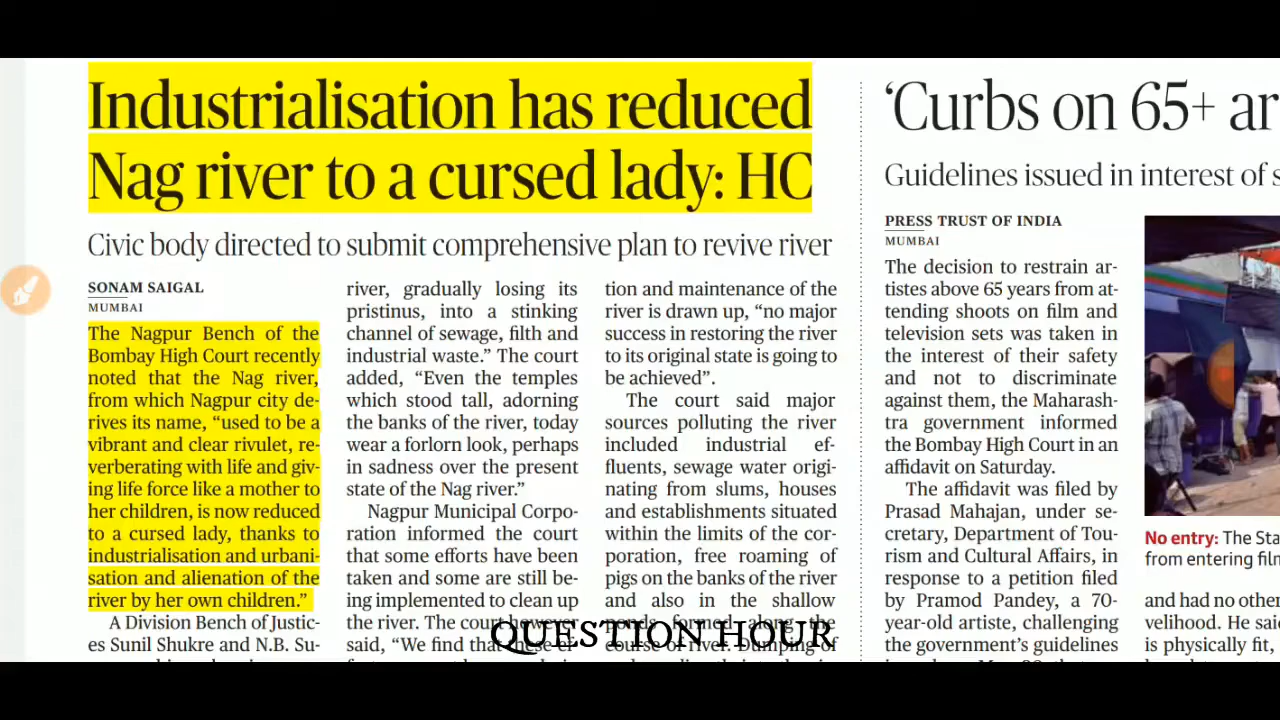 Industrialisation has reduced
Nag river to a cursed lady: HC
Civic body directed to submit comprehensive plan to revive river
SONAM SAIGAL
MUMBAI
The Nagpur Bench of the
Bombay High Court recently
noted that the Nag river,
from which Nagpur city de-
rives its name, “used to be a
vibrant and clear rivulet, re-
verberating with life and giv-
ing life force like a mother to
her children, is now reduced
to a cursed lady, thanks to
industrialisation and urbani-
sation and alienation of the
river by her own children.”
A Division Bench of Justic-
es Sunil Shukre and N.B. Su-
river, gradually losing its
pristinus, into a stinking
channel of sewage, filth and
industrial waste.” The court
added, “Even the temples
which stood tall, adorning
the banks of the river, today
wear a forlorn look, perhaps
in sadness over the present
state of the Nag river.”
Nagpur Municipal Corpo-
ration informed the court
that some efforts have been
taken and some are still be-
ing implemented to clean up
the river. The court however
said, “We find that these ef-
tion and maintenance of the
river is drawn up, “no major
success in restoring the river
to its original state is going to
be achieved”.
The court said major
sources polluting the river
included industrial ef-
fluents, sewage water origi-
nating from slums, houses
and establishments situated
within the limits of the cor-
poration, free roaming of
pigs on the banks of the river
and also in the shallow
ponds formed along the
course of river. Dumping of
QUESTION HOUR
‘Curbs on 65+ ar
Guidelines issued in interest of s
PRESS TRUST OF INDIA
MUMBAI
The decision to restrain ar-
tistes above 65 years from at-
tending shoots on film and
television sets was taken in
the interest of their safety
and not to discriminate
against them, the Maharash-
tra government informed
the Bombay High Court in an
affidavit on Saturday.
The affidavit was filed by
Prasad Mahajan, under se-
cretary, Department of Tou-
rism and Cultural Affairs, in
response to a petition filed
by Pramod Pandey, a 70-
year-old artiste, challenging
the government’s guidelines
No entry: The Sta
from entering film
and had no other
velihood. He said
is physically fit,